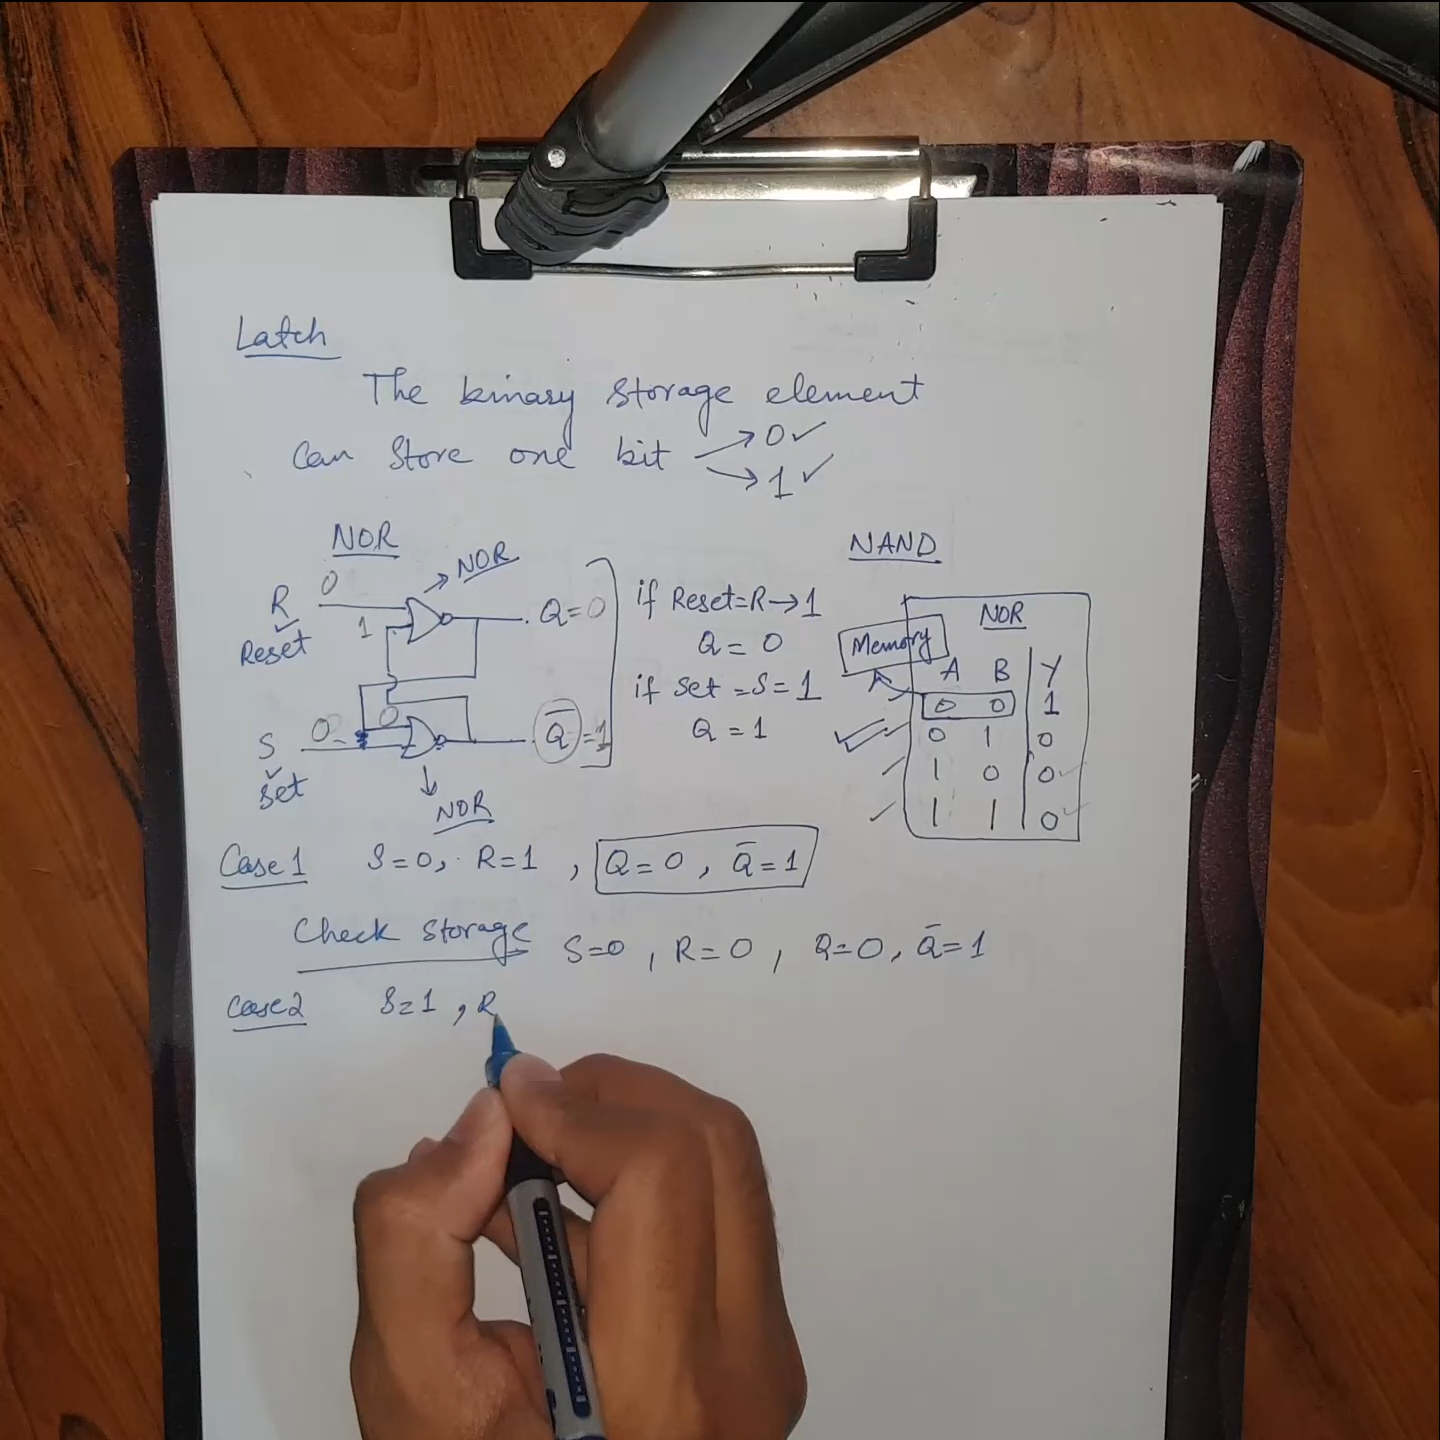 Latch
The binary storage element
Can Store one bit → 0 ✓
→ 1 ✓
NOR
→ NOR
NAND
R 0
1
Q=0
Reset
if Reset=R→1
Q = 0
if Set =S=1
Q = 1
Memory
NOR
A B Y
0 0 1
0 1 0
1 0 0
1 1 0
S 0
0
Q̅=1
Set
NOR
Case1 S=0, R=1 , Q=0 , Q̅=1
Check Storage S=0 , R=0 , Q=0, Q̅=1
Case2 S=1 , R